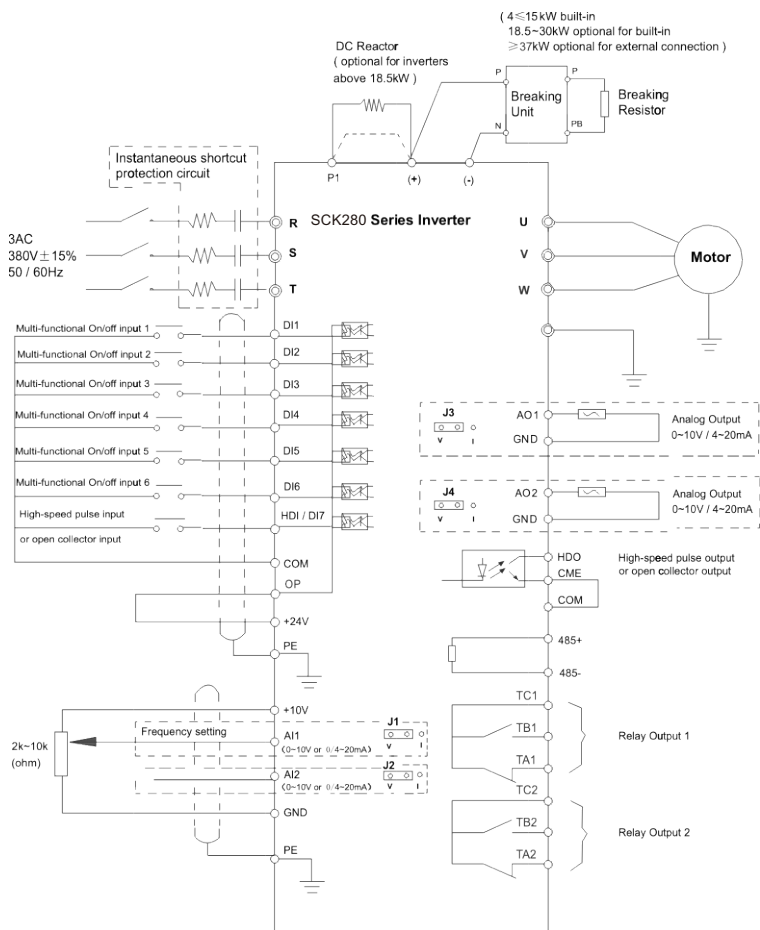 ( 4≤15kW built-in
18.5~30kW optional for built-in
≥37kW optional for external connection )
DC Reactor
( optional for inverters
above 18.5kW )
P
P
Breaking
Unit
Breaking
Resistor
N
PB
Instantaneous shortcut
protection circuit
P1
(+)
(-)
R
SCK280 Series Inverter
U
3AC
380V±15%
50 / 60Hz
S
V
Motor
T
W
Multi-functional On/off input 1
DI1
Multi-functional On/off input 2
DI2
Multi-functional On/off input 3
DI3
Multi-functional On/off input 4
DI4
Multi-functional On/off input 5
DI5
Multi-functional On/off input 6
DI6
High-speed pulse input
or open collector input
HDI / DI7
COM
OP
+24V
PE
J3
V
I
AO1
GND
Analog Output
0~10V / 4~20mA
J4
V
I
AO2
GND
Analog Output
0~10V / 4~20mA
HDO
CME
COM
High-speed pulse output
or open collector output
485+
485-
+10V
Frequency setting
J1
AI1
(0~10V or 0/4~20mA)
V
I
2k~10k
(ohm)
J2
AI2
(0~10V or 0/4~20mA)
V
I
GND
PE
TC1
TB1
TA1
Relay Output 1
TC2
TB2
TA2
Relay Output 2